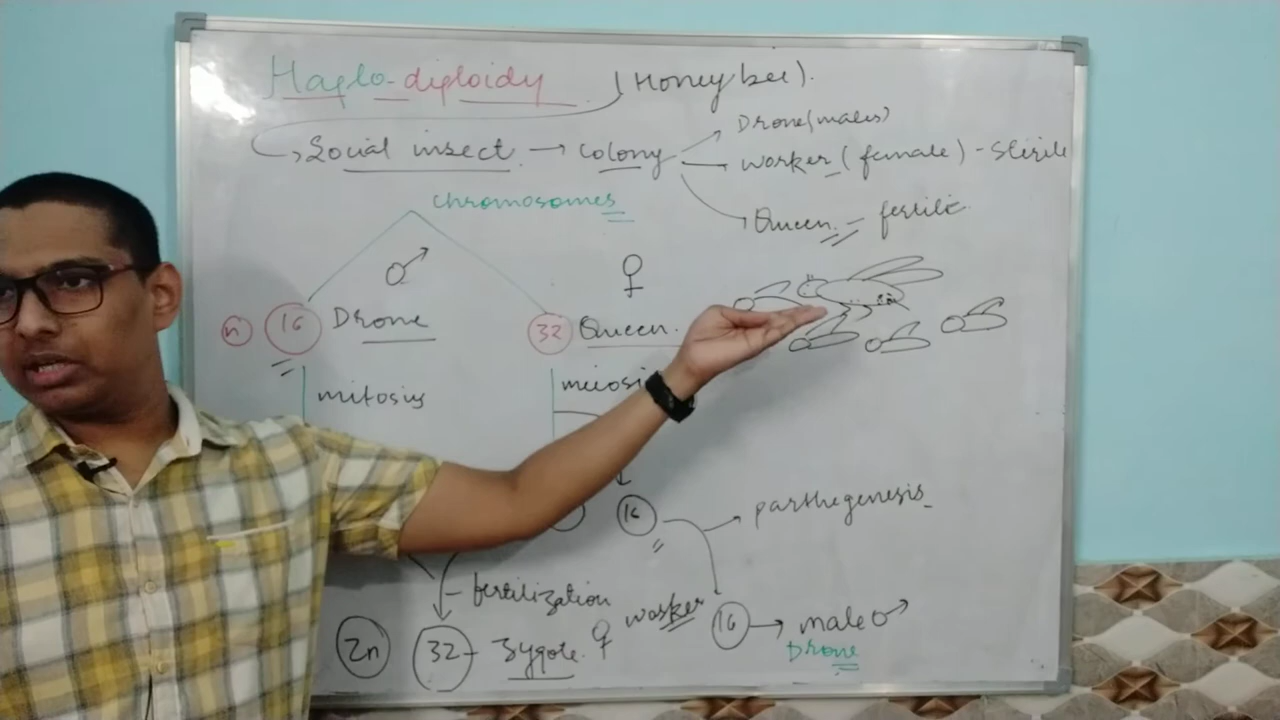 Haplo-diploidy (Honey bee).
Social insect → colony
Drone (males)
worker (female) - sterile
Queen - fertile
chromosomes
♂ ♀
n 16 Drone 32 Queen.
mitosis
16
parthegenesis
fertilization
2n 32 - Zygote. ♀ worker
16 → male ♂
Drone